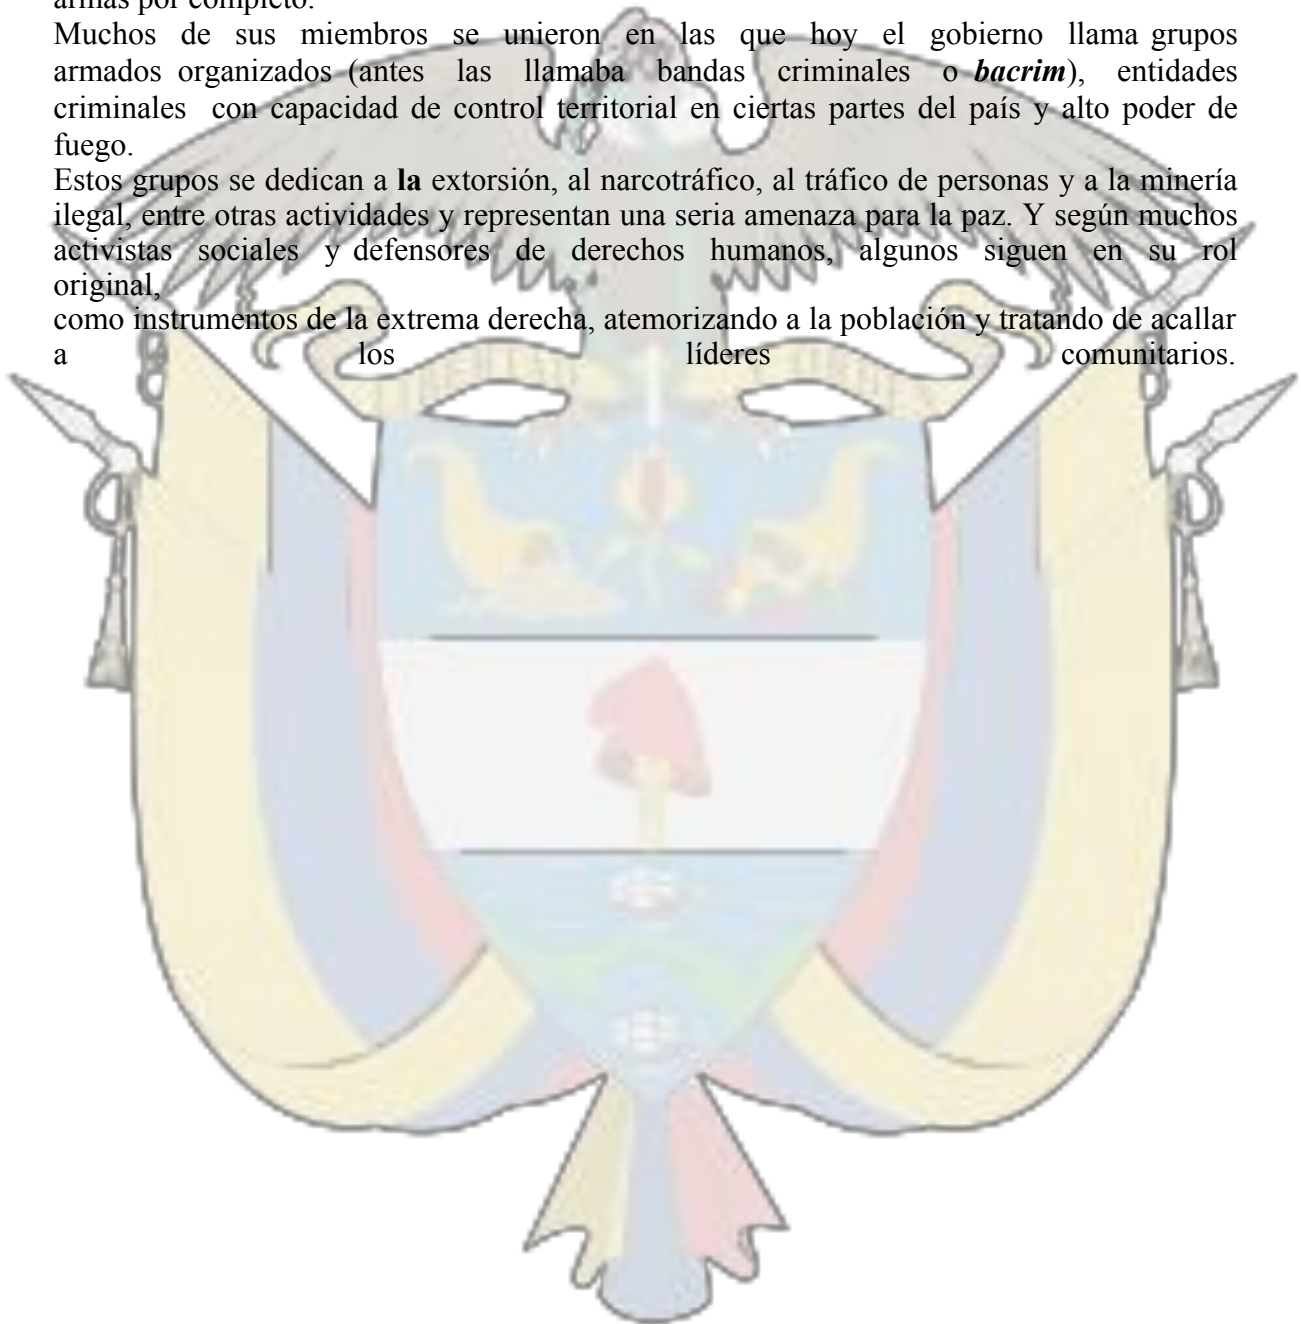 armas por completo.
Muchos de sus miembros se unieron en las que hoy el gobierno llama grupos
armados organizados (antes las llamaba bandas criminales o bacrim), entidades
criminales con capacidad de control territorial en ciertas partes del país y alto poder de
fuego.
Estos grupos se dedican a la extorsión, al narcotráfico, al tráfico de personas y a la minería
ilegal, entre otras actividades y representan una seria amenaza para la paz. Y según muchos
activistas sociales y defensores de derechos humanos, algunos siguen en su rol
original,
como instrumentos de la extrema derecha, atemorizando a la población y tratando de acallar
a los líderes comunitarios.